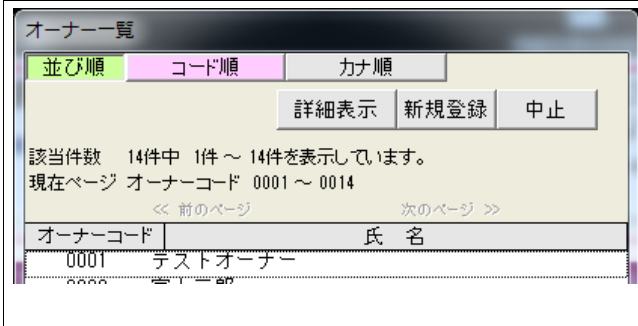 オーナー一覧
並び順 コード順 カナ順
詳細表示 新規登録 中止
該当件数 14件中 1件 ～ 14件を表示しています。
現在ページ オーナーコード 0001 ～ 0014
<< 前のページ 次のページ >>
オーナーコード 氏 名
0001 テストオーナー